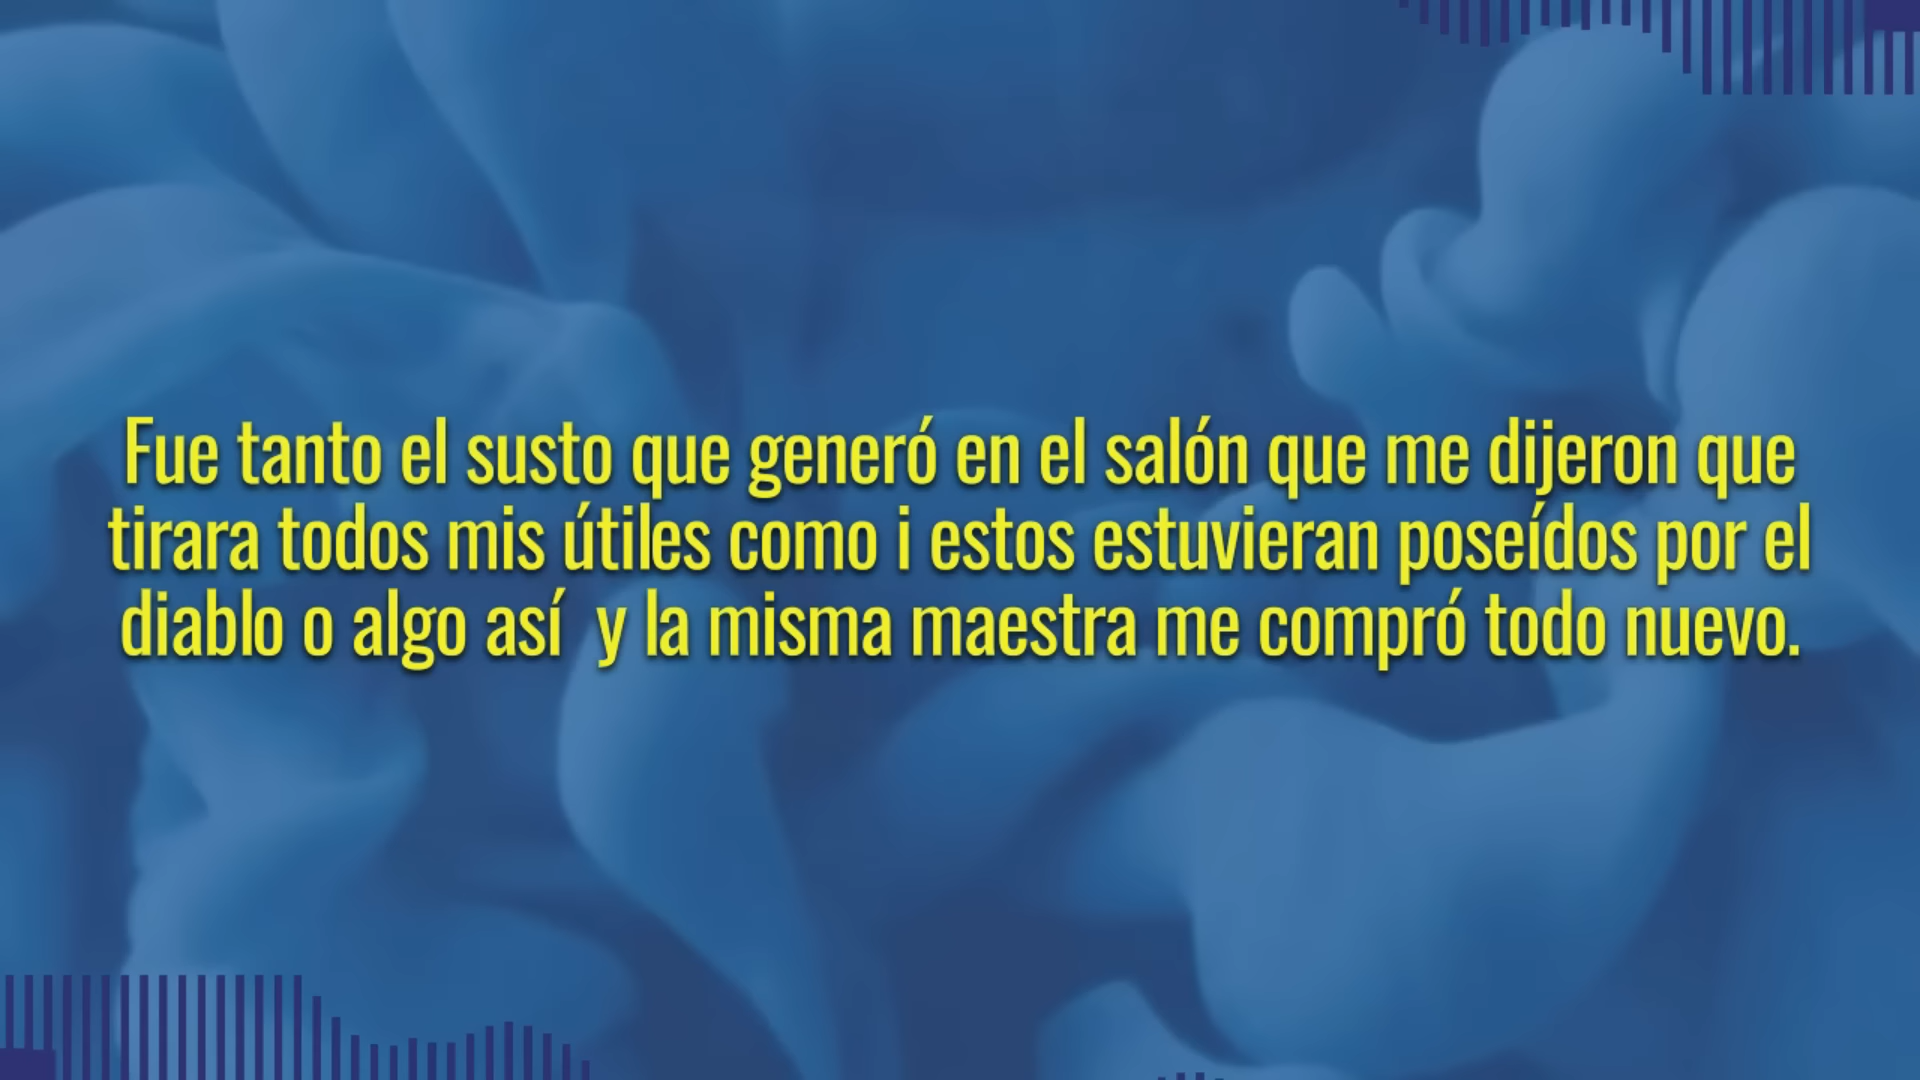 Fue tanto el susto que generó en el salón que me dijeron que
tirara todos mis útiles como i estos estuvieran poseídos por el
diablo o algo así  y la misma maestra me compró todo nuevo.